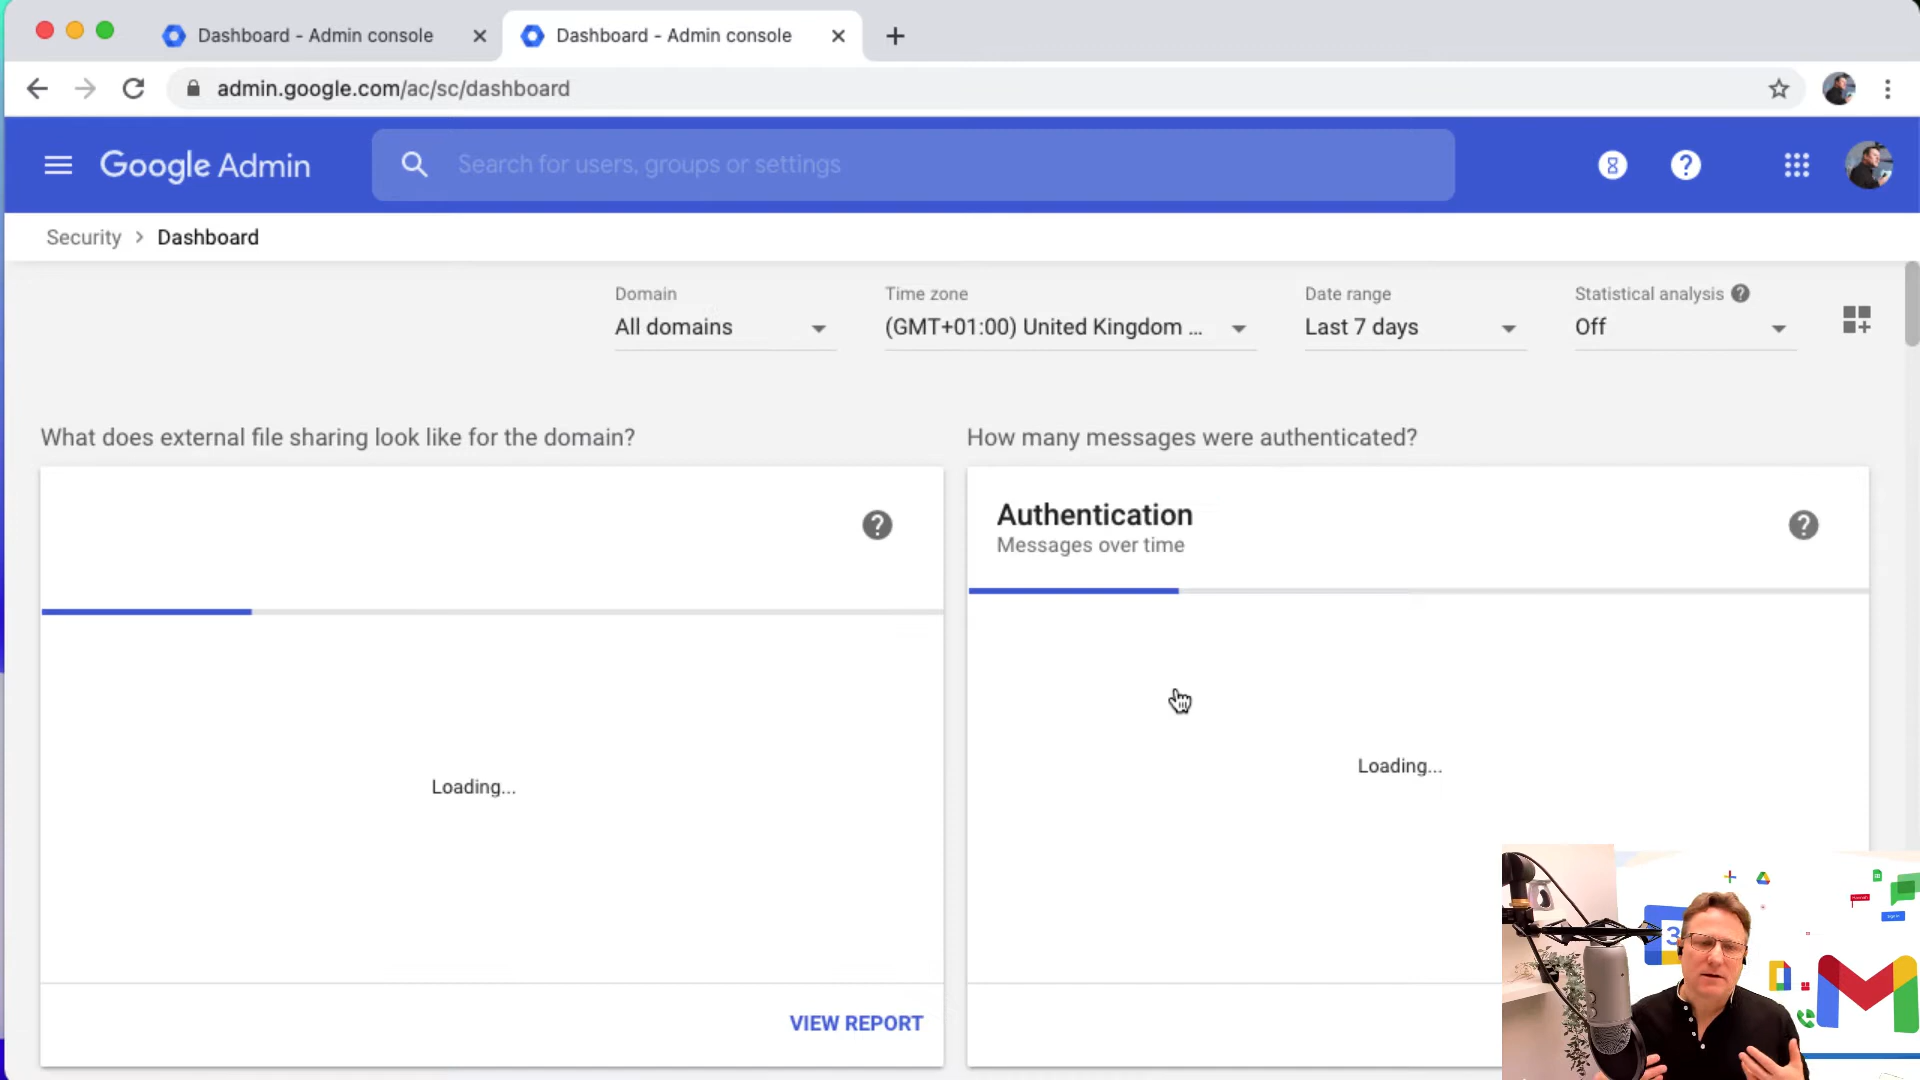 Dashboard - Admin console
Dashboard - Admin console
admin.google.com/ac/sc/dashboard
Google Admin
Search for users, groups or settings
Security > Dashboard
Domain
All domains
Time zone
(GMT+01:00) United Kingdom ...
Date range
Last 7 days
Statistical analysis
Off
What does external file sharing look like for the domain?
Loading...
VIEW REPORT
How many messages were authenticated?
Authentication
Messages over time
Loading...
3